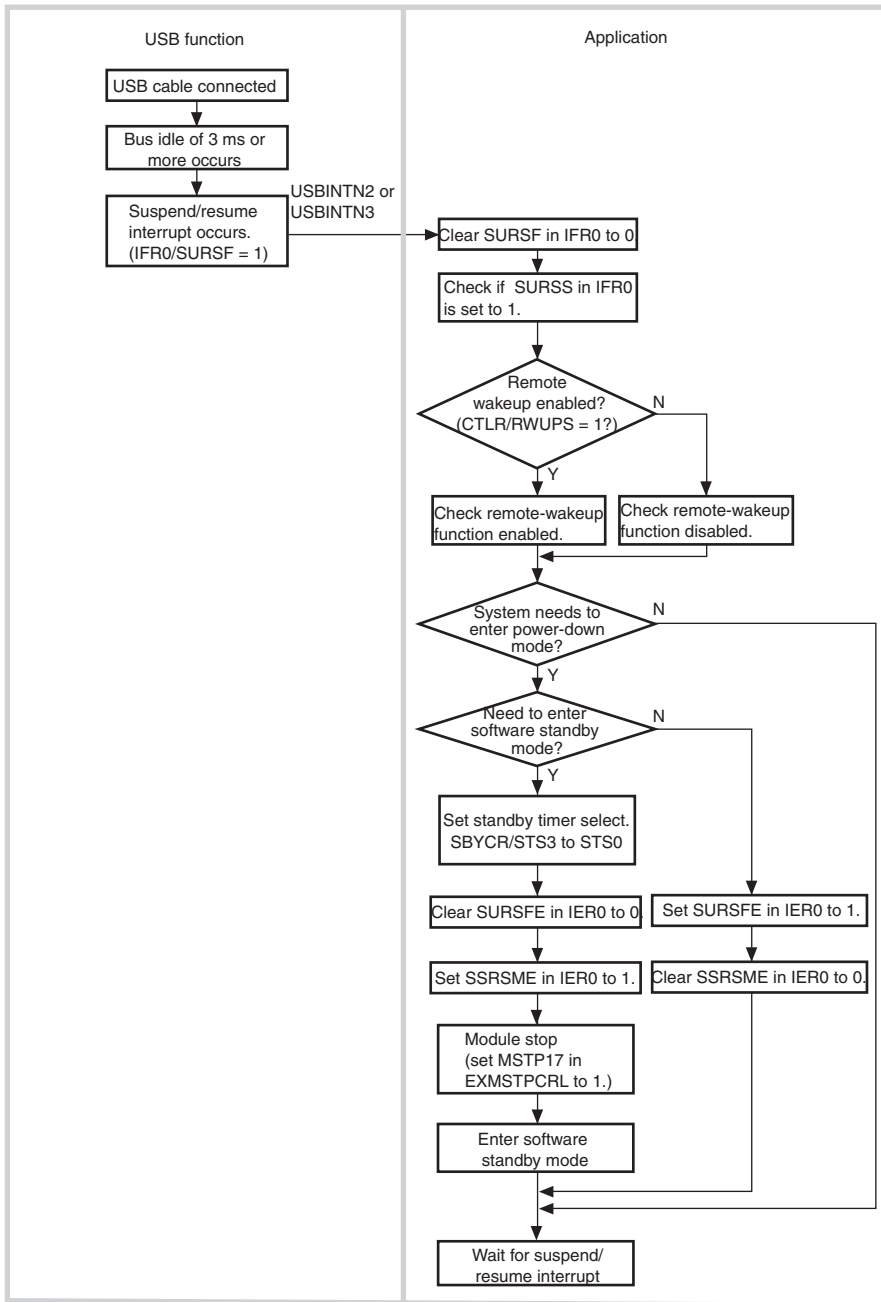 USB function
Application
USB cable connected
Bus idle of 3 ms or
more occurs
Suspend/resume
interrupt occurs.
(IFR0/SURSF = 1)
USBINTN2 or
USBINTN3
Clear SURSF in IFR0 to 0.
Check if SURSS in IFR0
is set to 1.
Remote
wakeup enabled?
(CTLR/RWUPS = 1?)
N
Y
Check remote-wakeup
function enabled.
Check remote-wakeup
function disabled.
System needs to
enter power-down
mode?
N
Y
Need to enter
software standby
mode?
N
Y
Set standby timer select.
SBYCR/STS3 to STS0
Clear SURSFE in IER0 to 0.
Set SURSFE in IER0 to 1.
Set SSRSME in IER0 to 1.
Clear SSRSME in IER0 to 0.
Module stop
(set MSTP17 in
EXMSTPCRL to 1.)
Enter software
standby mode
Wait for suspend/
resume interrupt